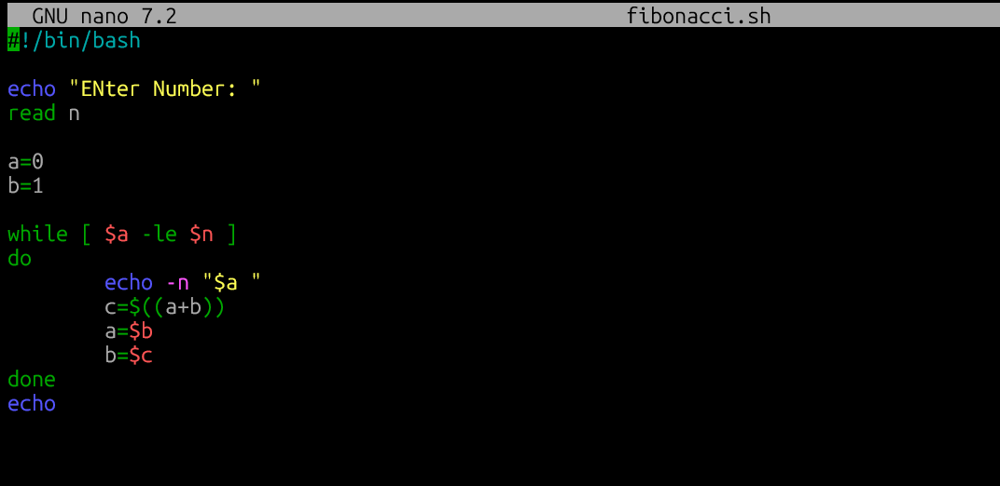 GNU nano 7.2 fibonacci.sh
#!/bin/bash
echo "ENter Number: "
read n
a=0
b=1
while [ $a -le $n ]
do
echo -n "$a "
c=$((a+b))
a=$b
b=$c
done
echo